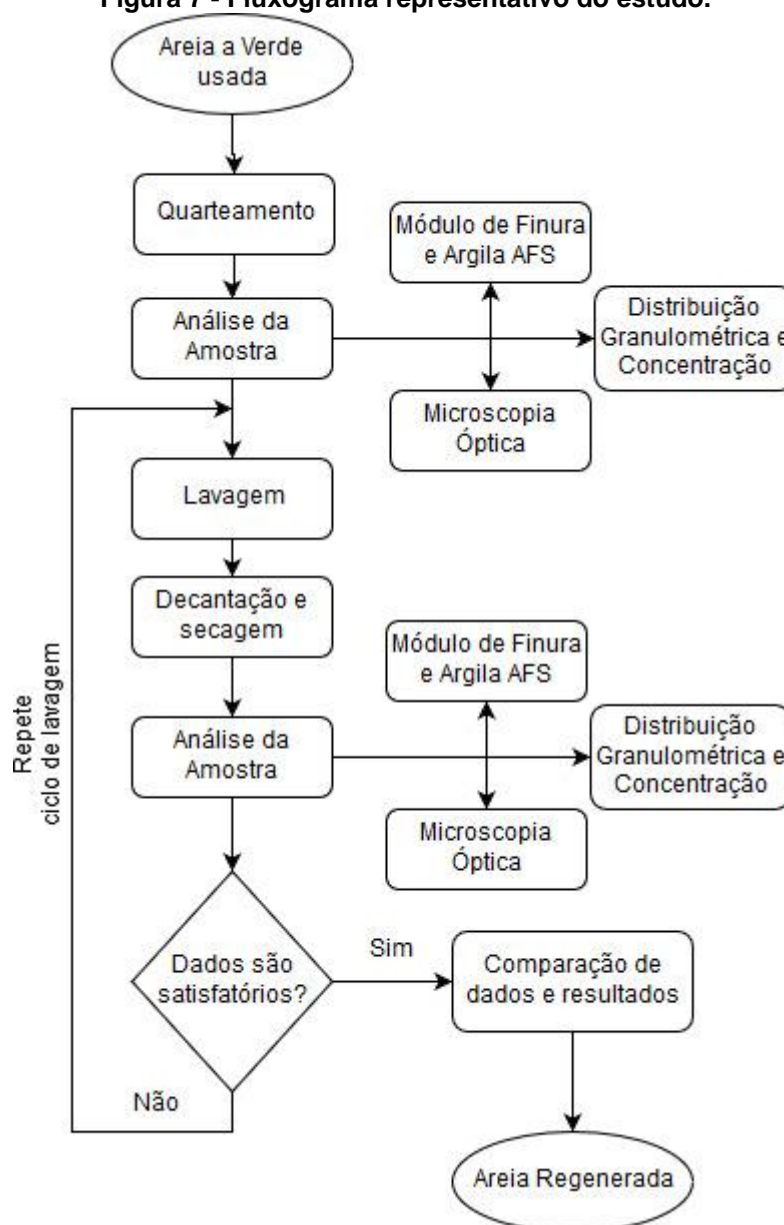 Figura 7 - Fluxograma representativo do estudo.
Areia a Verde
usada
Quarteamento
Análise da
Amostra
Módulo de Finura
e Argila AFS
Distribuição
Granulométrica e
Concentração
Microscopia
Óptica
Lavagem
Decantação e
secagem
Análise da
Amostra
Módulo de Finura
e Argila AFS
Distribuição
Granulométrica e
Concentração
Microscopia
Óptica
Repete
ciclo de lavagem
Dados são
satisfatórios?
Sim
Comparação de
dados e resultados
Não
Areia Regenerada